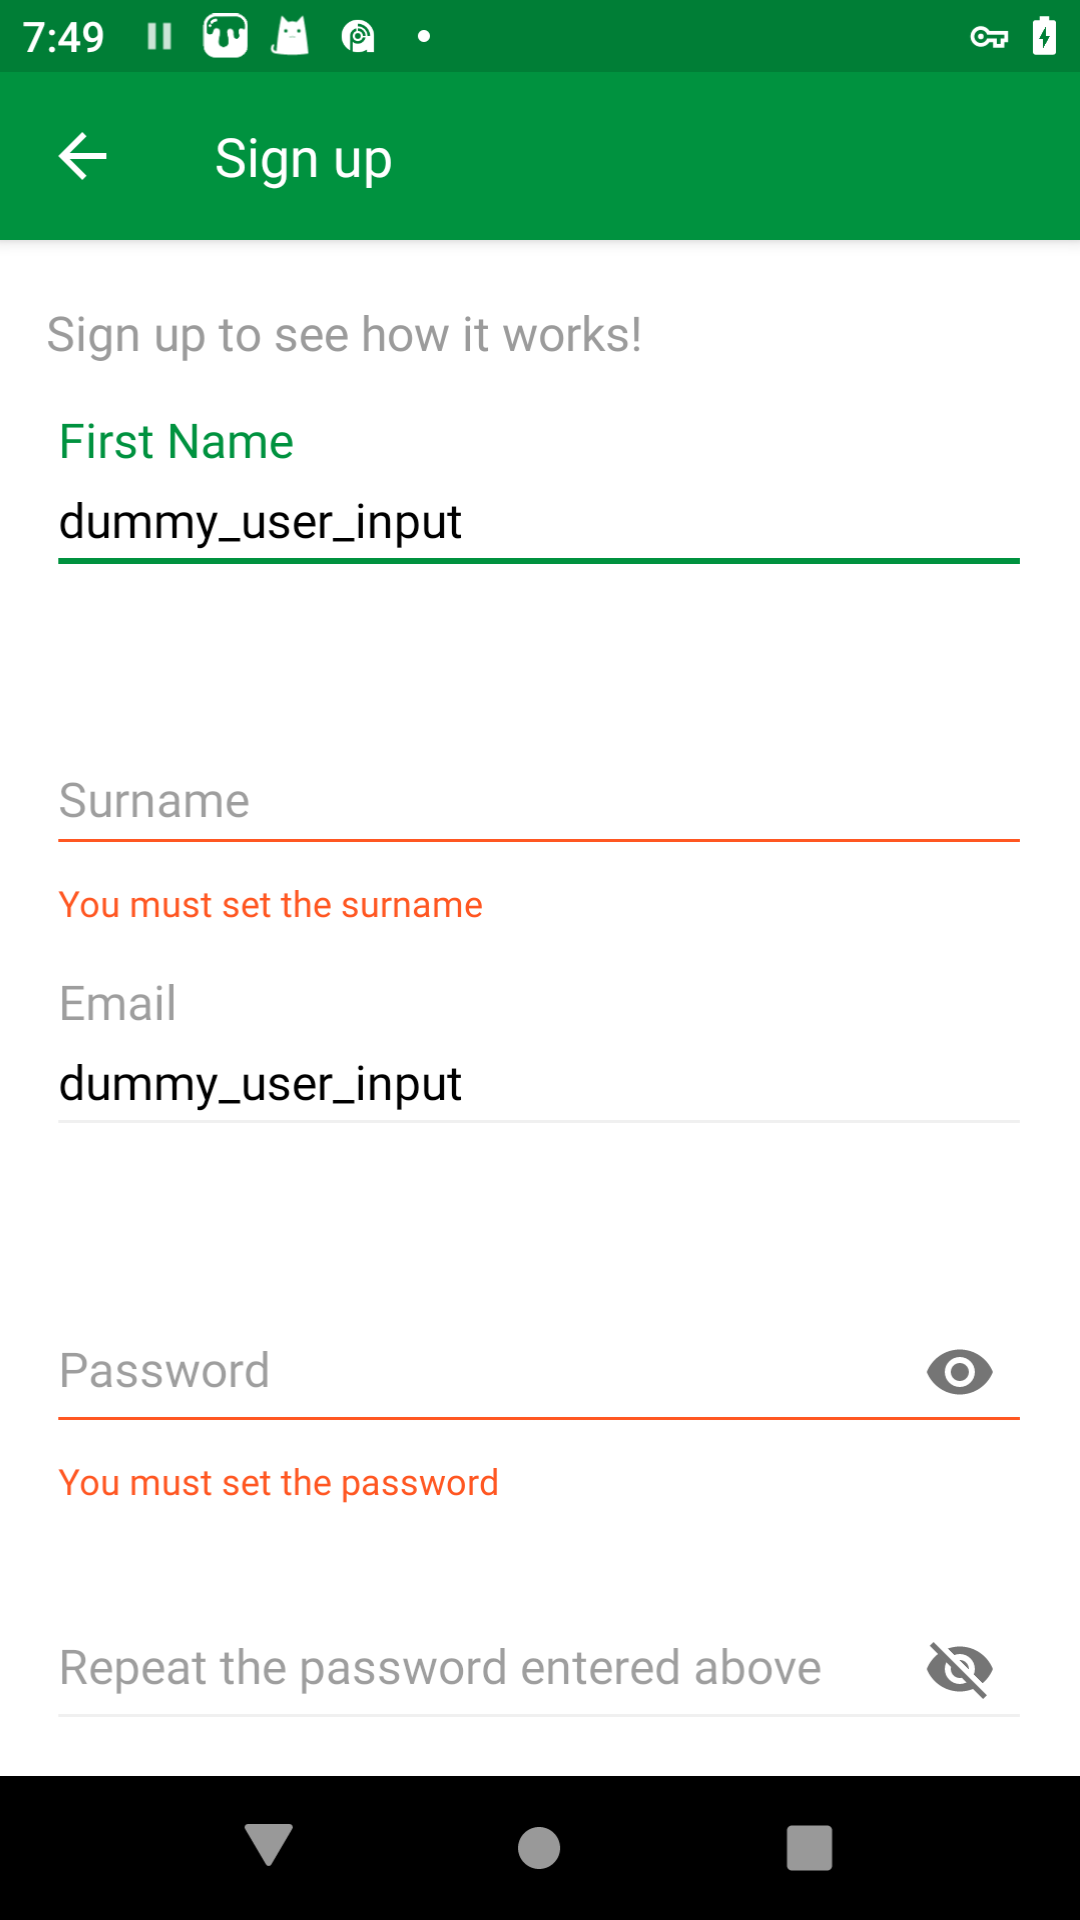 7:49
Sign up
Sign up to see how it works!
First Name
dummy_user_input
Surname
You must set the surname
Email
dummy_user_input
Password
You must set the password
Repeat the password entered above